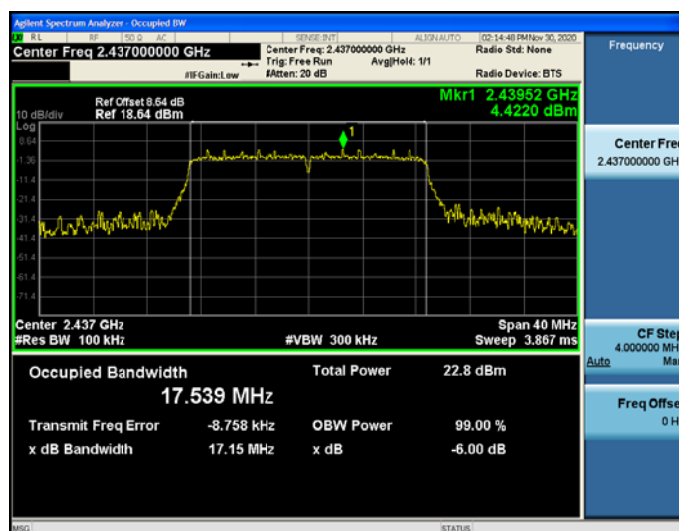 Agilent Spectrum Analyzer - Occupied BW
LXI RL RF 50 Ω AC SENSE:INT ALIGN AUTO 02:14:48 PM Nov 30, 2020
Center Freq 2.437000000 GHz
Center Freq: 2.437000000 GHz
Radio Std: None
Trig: Free Run Avg|Hold: 1/1
#IFGain:Low #Atten: 20 dB Radio Device: BTS
Frequency
Mkr1 2.43952 GHz
4.4220 dBm
Ref Offset 8.64 dB
10 dB/div Ref 18.64 dBm
Log
8.64
-1.36
-11.4
-21.4
-31.4
-41.4
-51.4
-61.4
-71.4
1
Center 2.437 GHz Span 40 MHz
#Res BW 100 kHz #VBW 300 kHz Sweep 3.867 ms
Occupied Bandwidth Total Power 22.8 dBm
17.539 MHz
Transmit Freq Error -8.758 kHz OBW Power 99.00 %
x dB Bandwidth 17.15 MHz x dB -6.00 dB
Center Fre
2.437000000 GH
CF Step
4.000000 MH
Auto Ma
Freq Offse
0 H
MSG STATUS